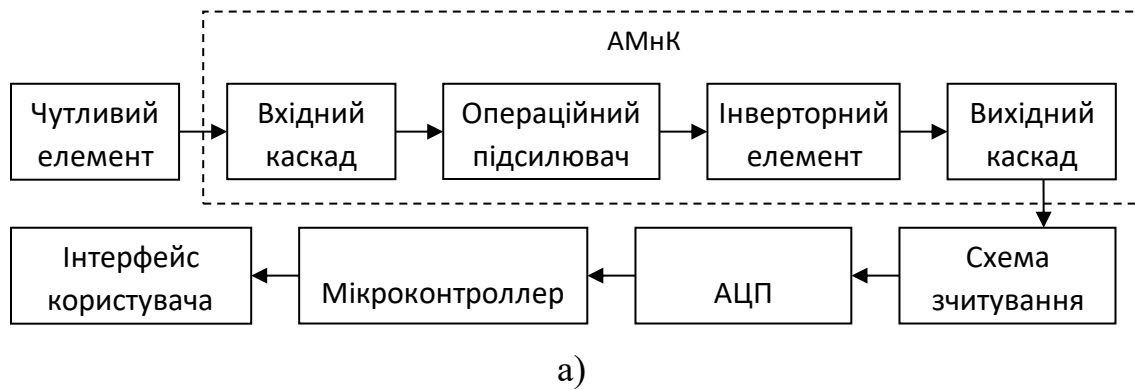 АМнК
Чутливий
елемент
Вхідний
каскад
Операційний
підсилювач
Інверторний
елемент
Вихідний
каскад
Інтерфейс
користувача
Мікроконтроллер
АЦП
Схема
зчитування
а)